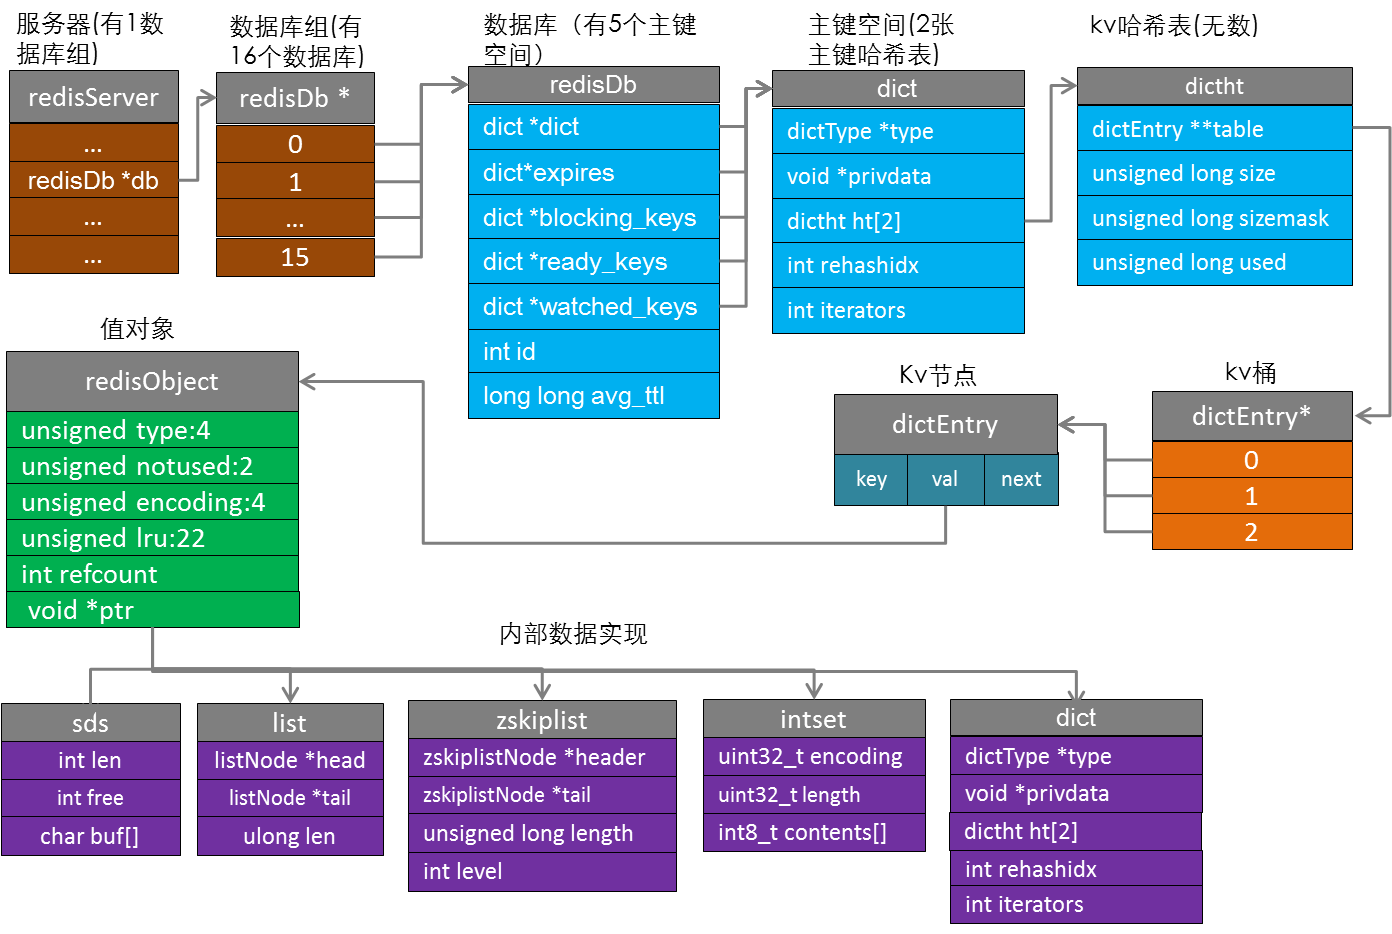 服务器(有1数
据库组)
redisServer
...
redisDb *db
...
...
数据库组(有
16个数据库)
redisDb *
0
1
...
15
数据库（有5个主键
空间）
redisDb
dict *dict
dict*expires
dict *blocking_keys
dict *ready_keys
dict *watched_keys
int id
long long avg_ttl
主键空间(2张
主键哈希表)
dict
dictType *type
void *privdata
dictht ht[2]
int rehashidx
int iterators
kv哈希表(无数)
dictht
dictEntry **table
unsigned long size
unsigned long sizemask
unsigned long used
值对象
redisObject
unsigned type:4
unsigned notused:2
unsigned encoding:4
unsigned lru:22
int refcount
void *ptr
Kv节点
dictEntry
key
val
next
kv桶
dictEntry*
0
1
2
内部数据实现
sds
int len
int free
char buf[]
list
listNode *head
listNode *tail
ulong len
zskiplist
zskiplistNode *header
zskiplistNode *tail
unsigned long length
int level
intset
uint32_t encoding
uint32_t length
int8_t contents[]
dict
dictType *type
void *privdata
dictht ht[2]
int rehashidx
int iterators